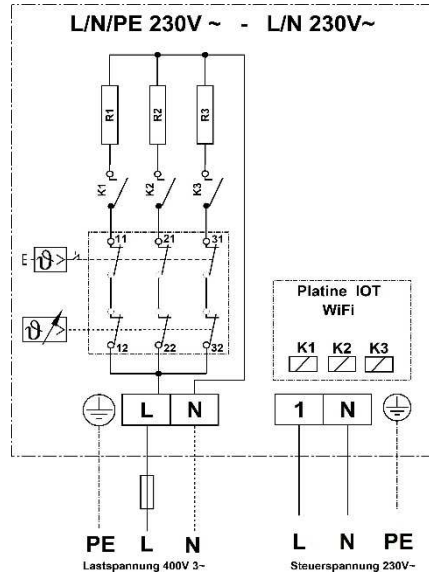 L/N/PE 230V ~ - L/N 230V~
R1 R2 R3
K1 K2 K3
11 21 31
E ϑ>
ϑ>
12 22 32
Platine IOT
WiFi
K1 K2 K3
L N 1 N
PE L N L N PE
Lastspannung 400V 3~ Steuerspannung 230V~